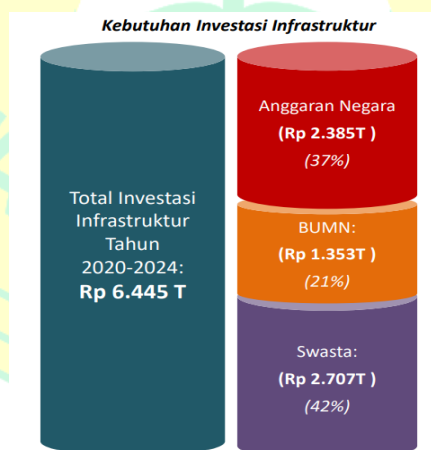 Kebutuhan Investasi Infrastruktur
Total Investasi
Infrastruktur
Tahun
2020-2024:
Rp 6.445 T
Anggaran Negara
(Rp 2.385T )
(37%)
BUMN:
(Rp 1.353T )
(21%)
Swasta:
(Rp 2.707T )
(42%)